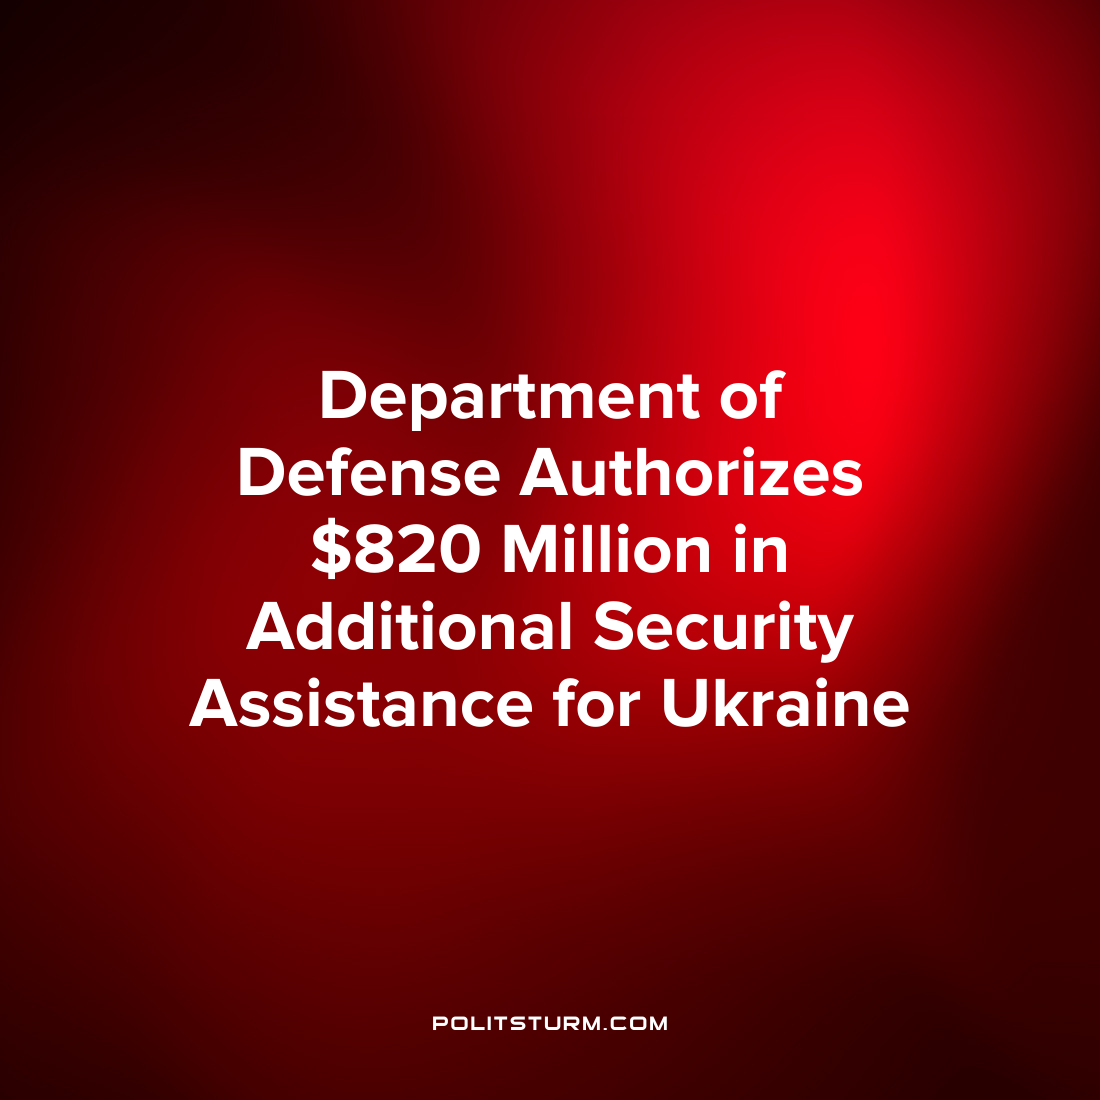 Department of
Defense Authorizes
$820 Million in
Additional Security
Assistance for Ukraine
POLITSTURM.COM